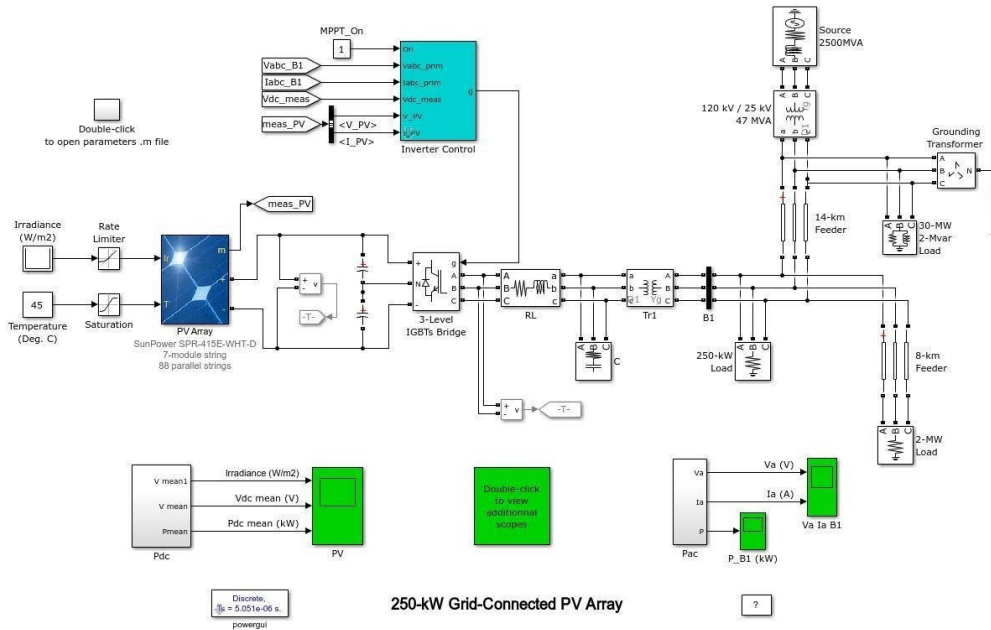 MPPT_On
1
Vabc_B1
Iabc_B1
Vdc_meas
meas_PV
<V_PV>
<I_PV>
On
Vabc_prim
Iabc_prim
Vdc_meas
V_PV
g
Inverter Control
Source
2500MVA
A B C
A B C
120 kV / 25 kV
47 MVA
Yg
D1
a b c
Grounding
Transformer
A
B
C
N
Double-click
to open parameters .m file
meas_PV
14-km
Feeder
A B C
30-MW
2-Mvar
Load
Irradiance
(W/m2)
Rate
Limiter
Ir
m
+
T
-
45
Temperature
(Deg. C)
Saturation
PV Array
SunPower SPR-415E-WHT-D
7-module string
88 parallel strings
+
-
v
-T-
g
+
N
-
A
B
C
3-Level
IGBTs Bridge
A a
B b
C c
RL
A B C
C
a A
b B
c C
D1 Yg
Tr1
B1
A B C
250-kW
Load
8-km
Feeder
A B C
2-MW
Load
+
-
v
-T-
V mean1
V mean
Pmean
Pdc
Irradiance (W/m2)
Vdc mean (V)
Pdc mean (kW)
PV
Double-click
to view
additionnal
scopes
Va
Ia
P
Pac
Va (V)
Ia (A)
Va Ia B1
P_B1 (kW)
Discrete,
Ts = 5.051e-06 s.
powergui
250-kW Grid-Connected PV Array
?